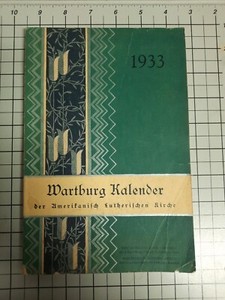 10 9 8 7 6 5 4 3 2
1933
Wartburg Kalender
der Amerikanisch Lutherischen Kirche